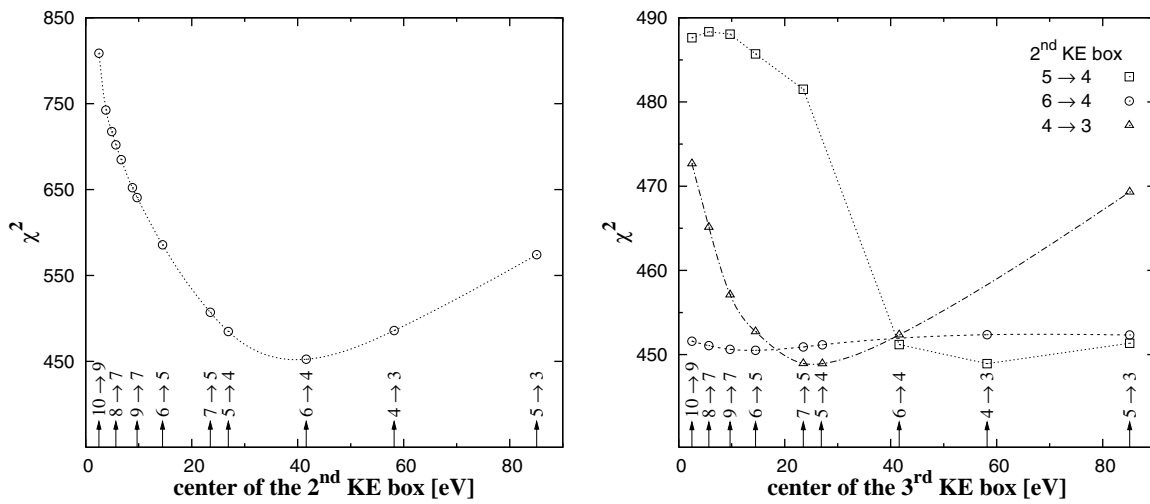 850
750
650
550
450
χ²
10 → 9
8 → 7
9 → 7
6 → 5
7 → 5
5 → 4
6 → 4
4 → 3
5 → 3
0 20 40 60 80
center of the 2nd KE box [eV]
490
480
470
460
450
χ²
2nd KE box
5 → 4
6 → 4
4 → 3
10 → 9
8 → 7
9 → 7
6 → 5
7 → 5
5 → 4
6 → 4
4 → 3
5 → 3
0 20 40 60 80
center of the 3rd KE box [eV]